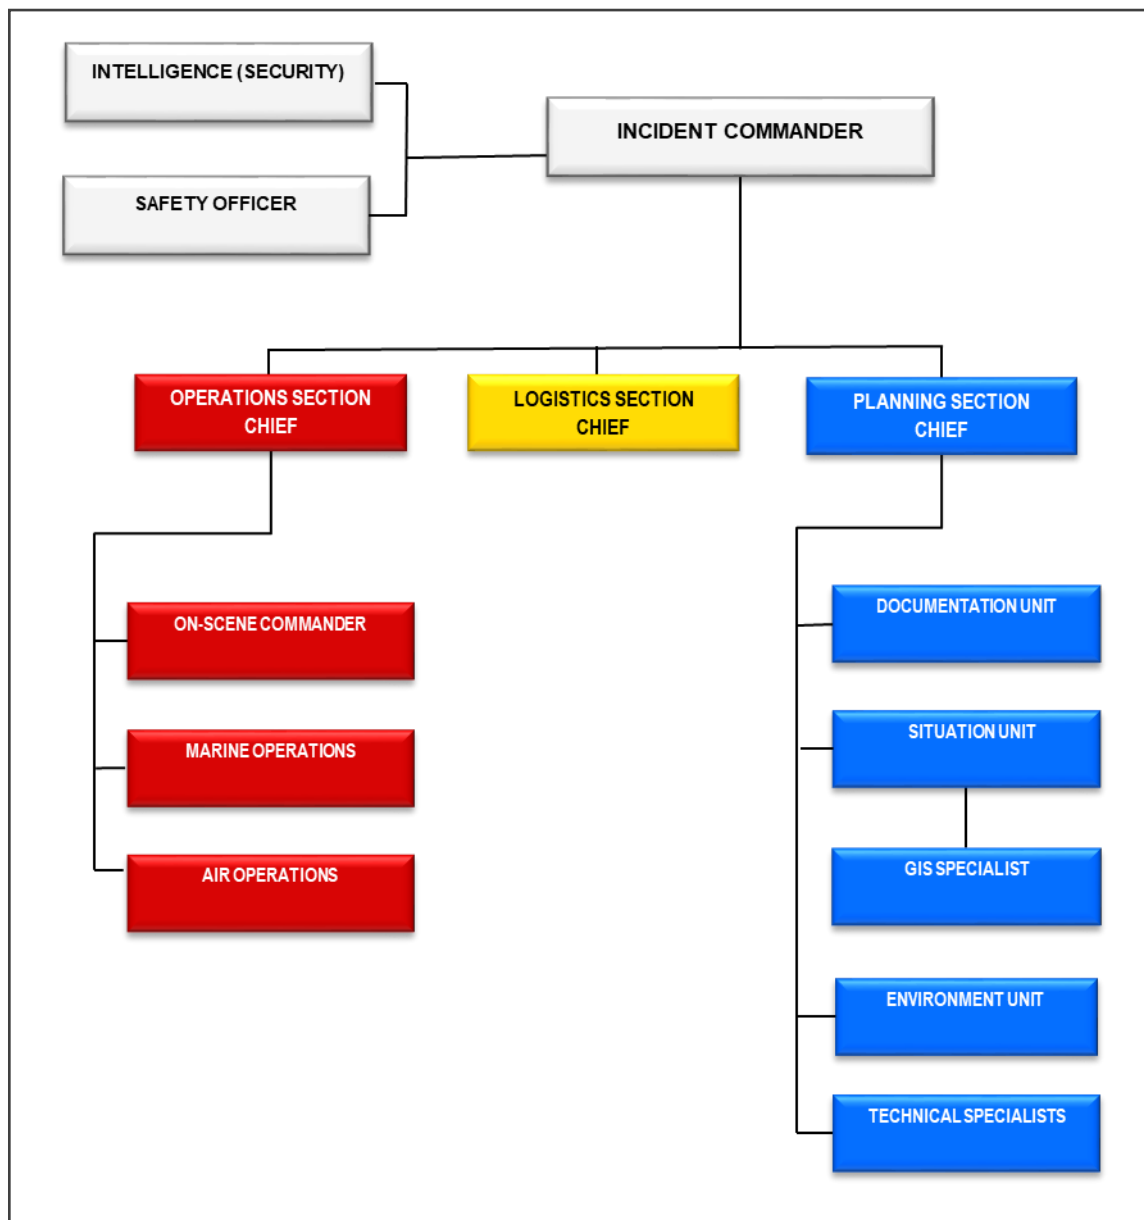 INTELLIGENCE (SECURITY)
INCIDENT COMMANDER
SAFETY OFFICER
OPERATIONS SECTION
CHIEF
LOGISTICS SECTION
CHIEF
PLANNING SECTION
CHIEF
ON-SCENE COMMANDER
MARINE OPERATIONS
AIR OPERATIONS
DOCUMENTATION UNIT
SITUATION UNIT
GIS SPECIALIST
ENVIRONMENT UNIT
TECHNICAL SPECIALISTS